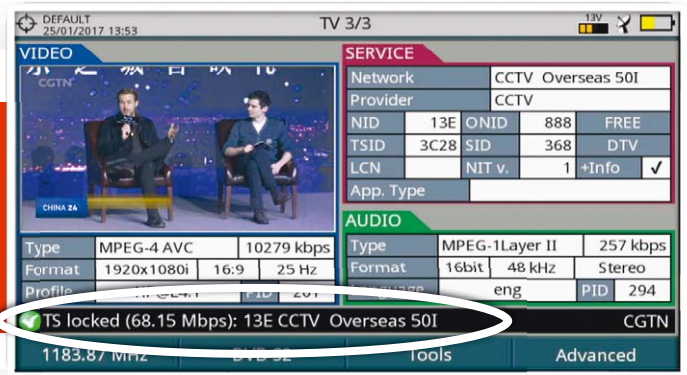 DEFAULT
25/01/2017 13:53
TV 3/3
13V
VIDEO
CGTN
CHINA 24
Type MPEG-4 AVC 10279 kbps
Format 1920x1080i 16:9 25 Hz
Profile PID
SERVICE
Network CCTV Overseas 50I
Provider CCTV
NID 13E ONID 888 FREE
TSID 3C28 SID 368 DTV
LCN NIT v. 1 +Info ✓
App. Type
AUDIO
Type MPEG-1Layer II 257 kbps
Format 16bit 48 kHz Stereo
eng PID 294
TS locked (68.15 Mbps): 13E CCTV Overseas 50I
CGTN
1183.87 MHz
Tools
Advanced